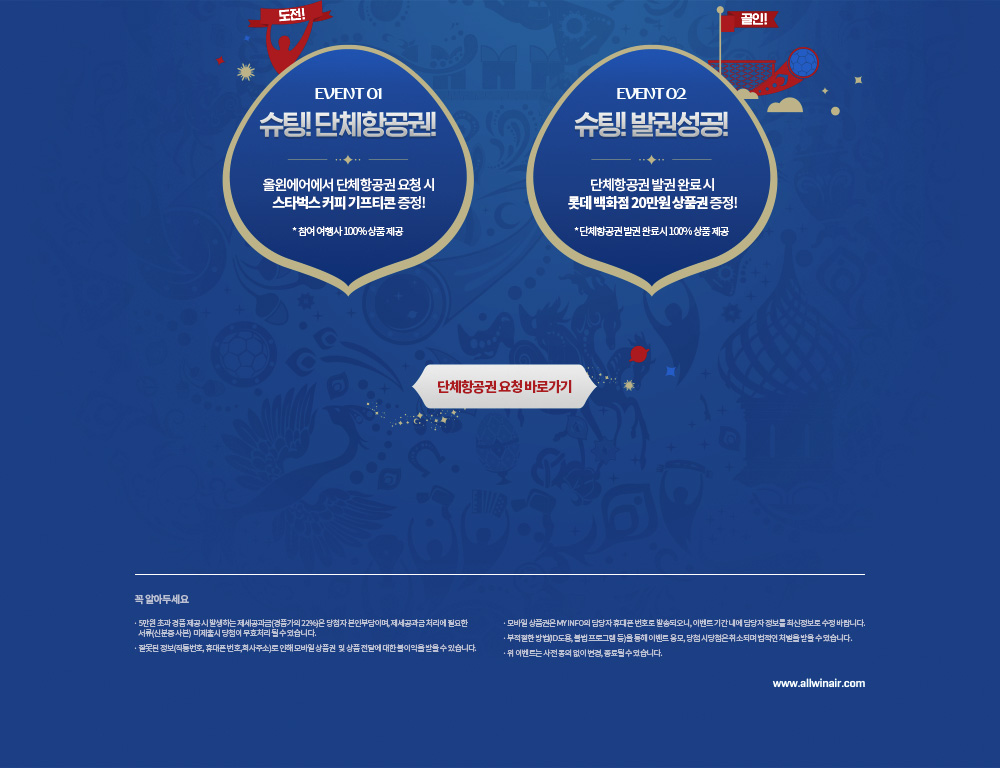 도전!
EVENT 01
슈팅! 단체항공권!
올윈에어에서 단체항공권 요청 시
스타벅스 커피 기프티콘 증정!
* 참여 여행사 100% 상품 제공
골인!
EVENT 02
슈팅! 발권성공!
단체항공권 발권 완료 시
롯데 백화점 20만원 상품권 증정!
* 단체항공권 발권 완료시 100% 상품 제공
단체항공권 요청 바로가기
꼭 알아두세요
· 5만원 초과 경품 제공 시 발생하는 제세공과금(경품가의 22%)은 당첨자 본인부담이며, 제세공과금 처리에 필요한
서류(신분증 사본) 미제출시 당첨이 무효처리 될 수 있습니다.
· 잘못된 정보(직통번호, 휴대폰 번호,회사주소)로 인해 모바일 상품권 및 상품 전달에 대한 불이익을 받을 수 있습니다.
· 모바일 상품권은 MY INFO의 담당자 휴대폰 번호로 발송되오니, 이벤트 기간 내에 담당자 정보를 최신정보로 수정 바랍니다.
· 부적절한 방법(ID도용, 불법 프로그램 등)을 통해 이벤트 응모, 당첨 시 당첨은 취소되며 법적인 처벌을 받을 수 있습니다.
· 위 이벤트는 사전 동의 없이 변경, 종료될 수 있습니다.
www.allwinair.com